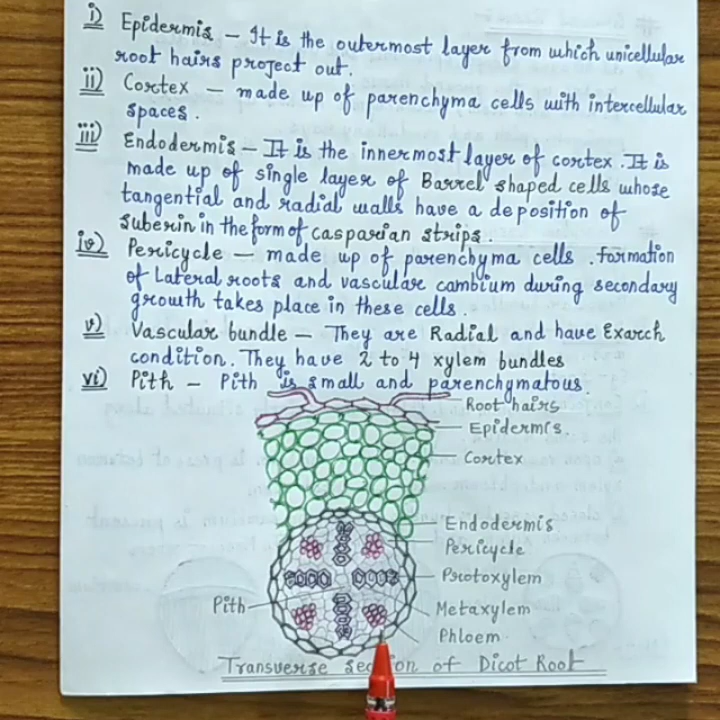 i) Epidermis – It is the outermost layer from which unicellular
root hairs project out.
ii) Cortex – made up of parenchyma cells with intercellular
spaces.
iii) Endodermis – It is the innermost layer of cortex. It is
made up of single layer of Barrel shaped cells whose
tangential and radial walls have a deposition of
suberin in the form of casparian strips.
iv) Pericycle – made up of parenchyma cells. Formation
of Lateral roots and vascular cambium during secondary
growth takes place in these cells.
v) Vascular bundle – They are Radial and have Exarch
condition. They have 2 to 4 xylem bundles
vi) Pith – Pith is small and parenchymatous.
Root hairs
Epidermis.
Cortex
Endodermis
Pericycle
Protoxylem
Pith
Metaxylem
Phloem
Transverse section of Dicot Root